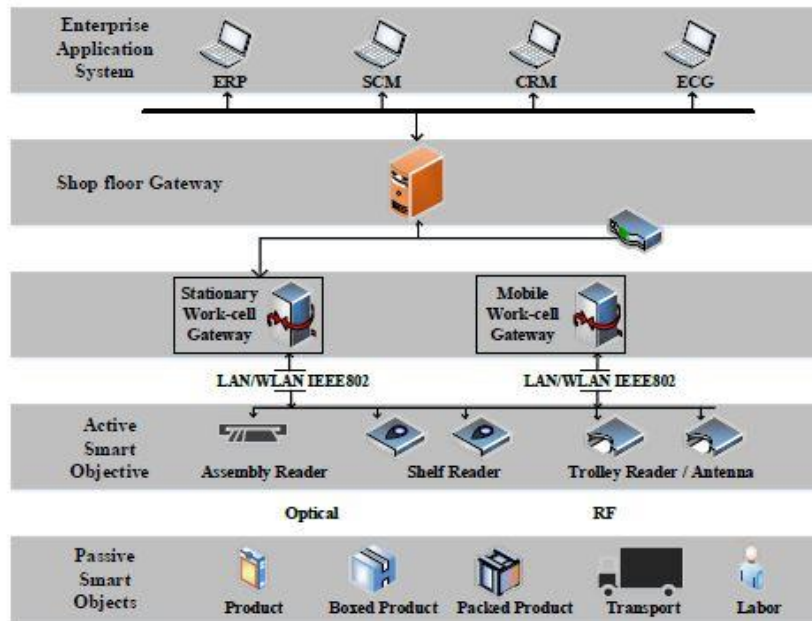 Enterprise
Application
System
ERP
SCM
CRM
ECG
Shop floor Gateway
Stationary
Work-cell
Gateway
Mobile
Work-cell
Gateway
LAN/WLAN IEEE802
LAN/WLAN IEEE802
Active
Smart
Objective
Assembly Reader
Shelf Reader
Trolley Reader / Antenna
Optical
RF
Passive
Smart
Objects
Product
Boxed Product
Packed Product
Transport
Labor